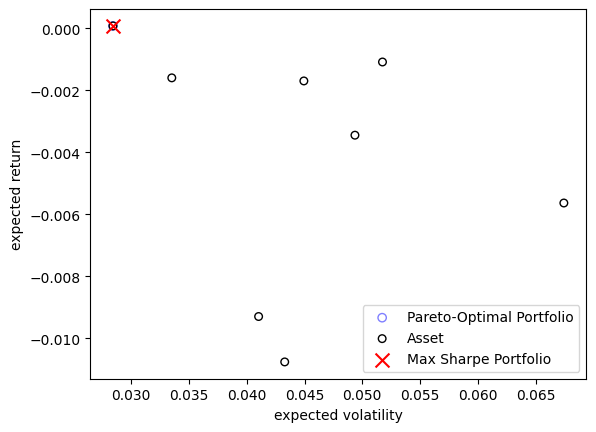 0.000
−0.002
−0.004
−0.006
−0.008
−0.010
expected return
Pareto-Optimal Portfolio
Asset
Max Sharpe Portfolio
0.030 0.035 0.040 0.045 0.050 0.055 0.060 0.065
expected volatility